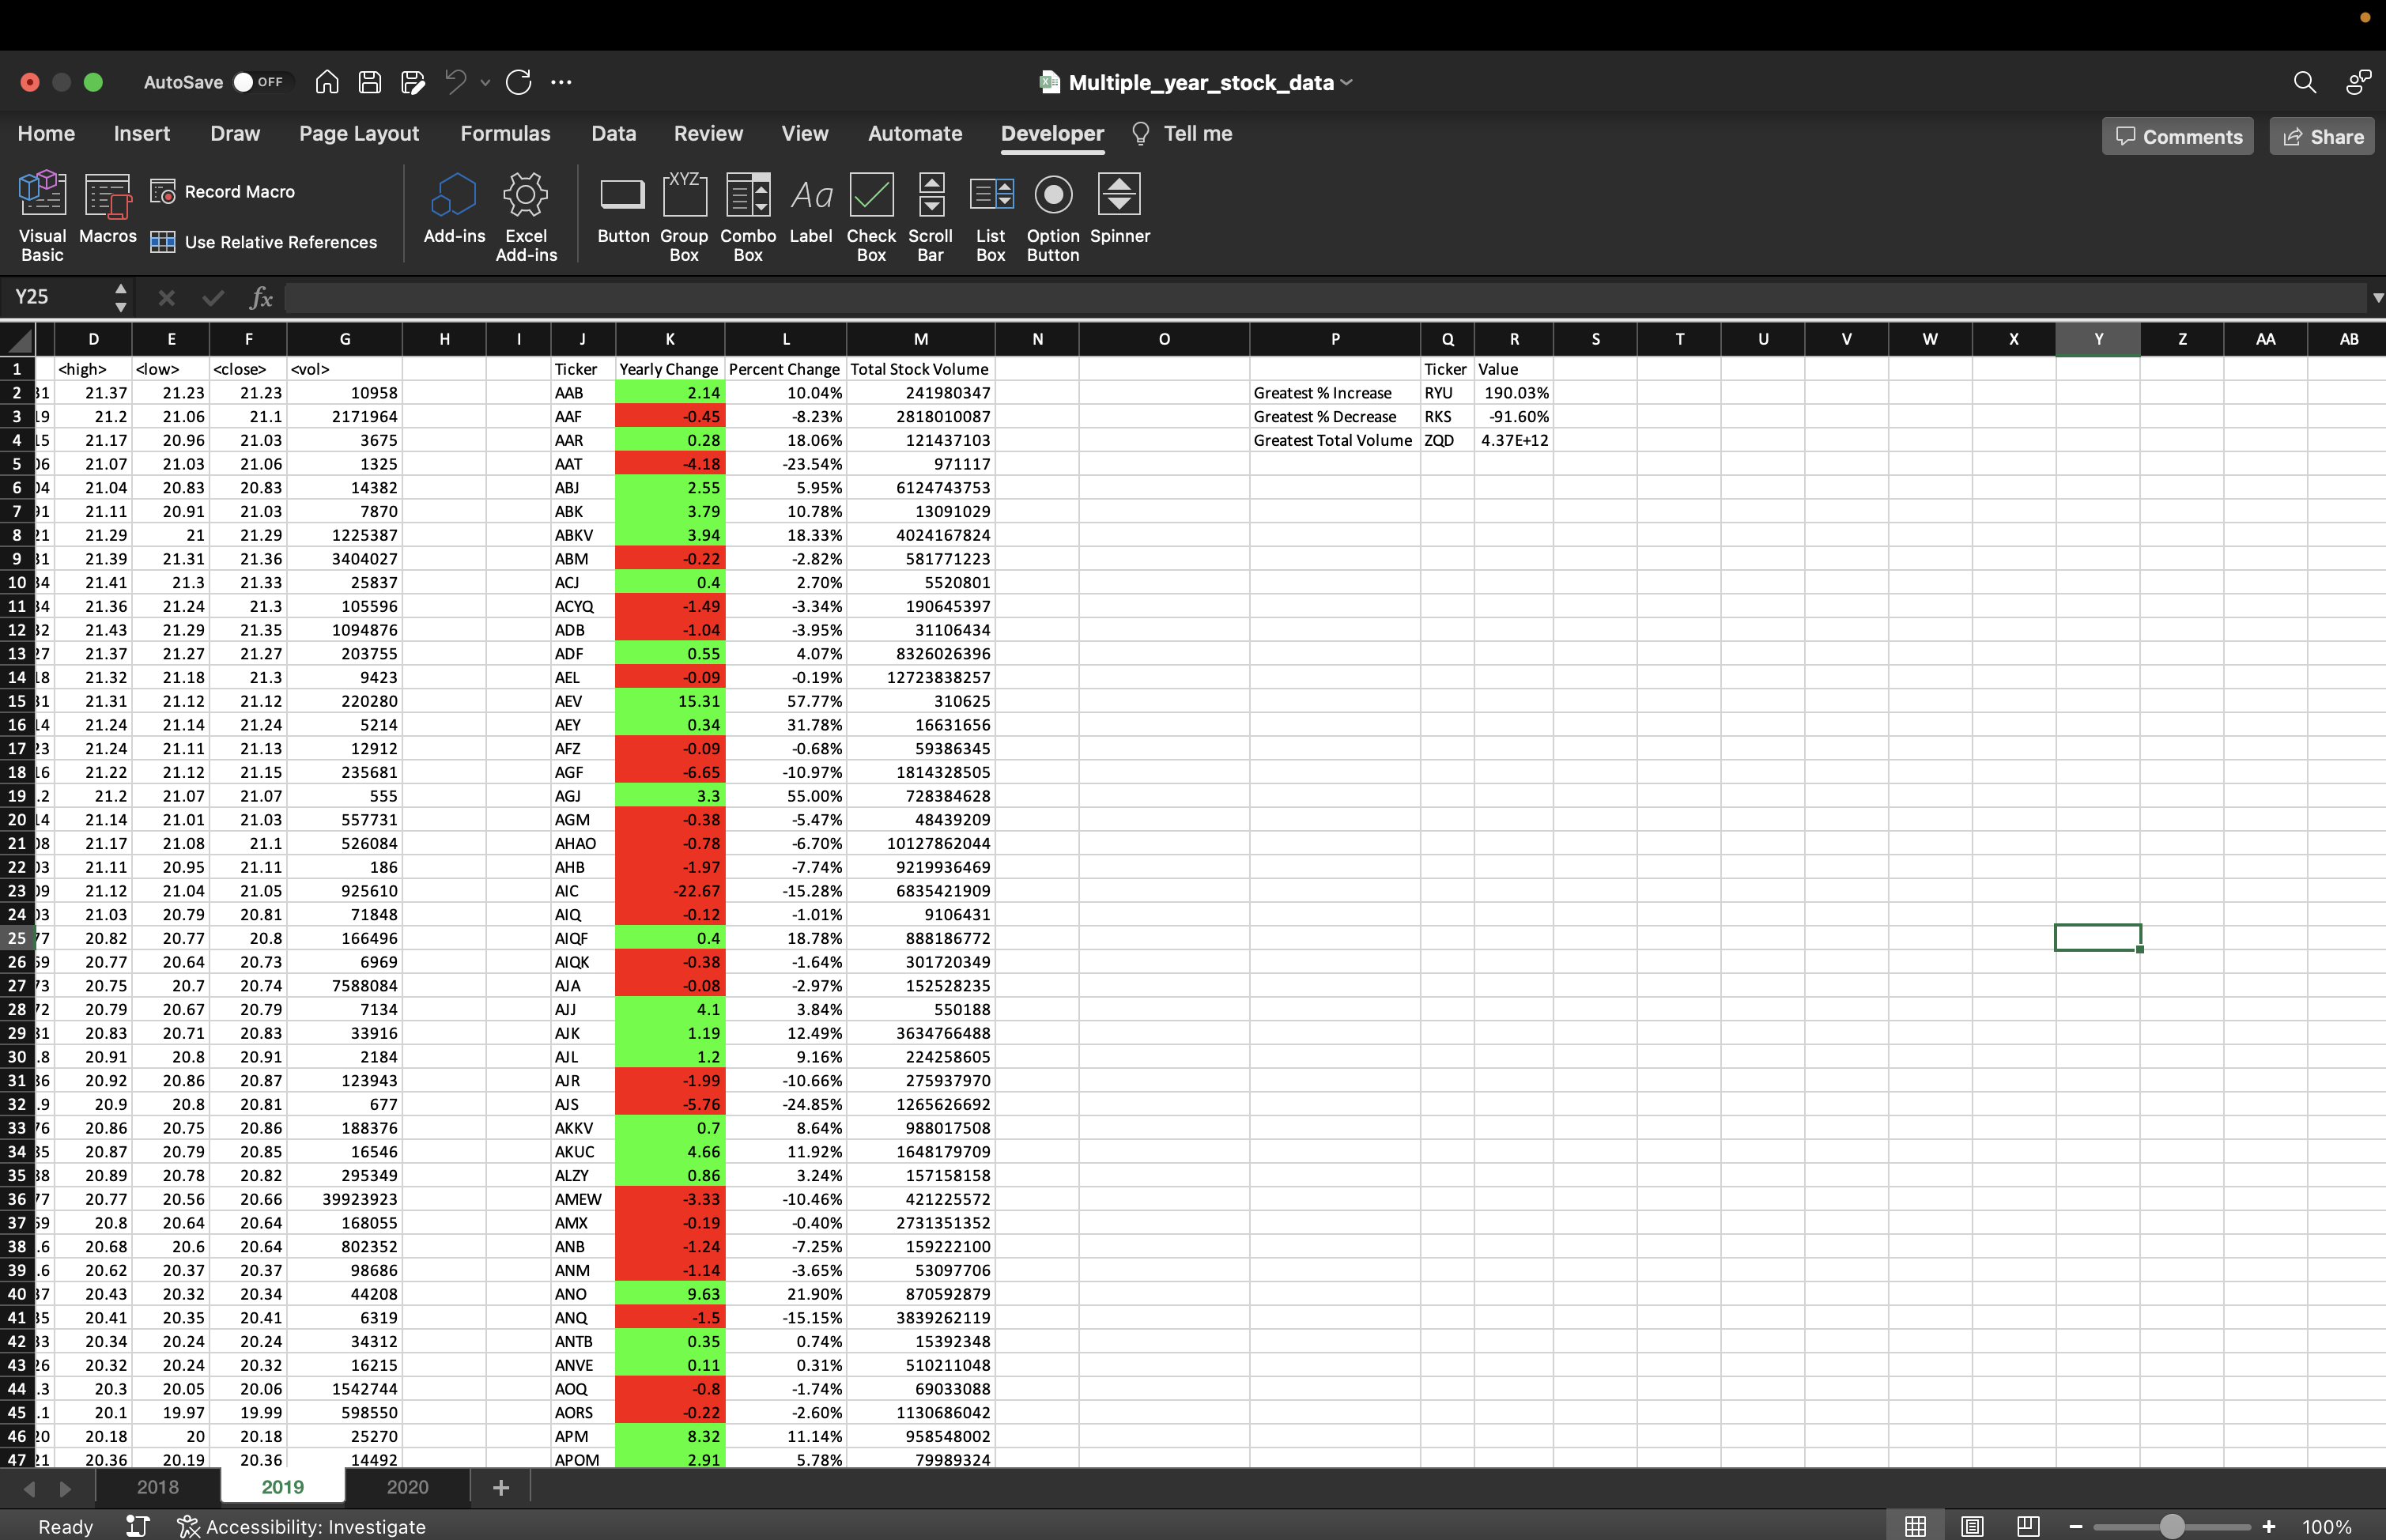 AutoSave OFF
Multiple_year_stock_data
Home Insert Draw Page Layout Formulas Data Review View Automate Developer Tell me
Comments Share
Visual Basic Macros Record Macro Use Relative References Add-ins Excel Add-ins Button Group Box Combo Box Label Check Box Scroll Bar List Box Option Button Spinner
Y25 fx
D E F G H I J K L M N O P Q R S T U V W X Y Z AA AB
1 <high> <low> <close> <vol> Ticker Yearly Change Percent Change Total Stock Volume Ticker Value
2 21.37 21.23 21.23 10958 AAB 2.14 10.04% 241980347 Greatest % Increase RYU 190.03%
3 21.2 21.06 21.1 2171964 AAF -0.45 -8.23% 2818010087 Greatest % Decrease RKS -91.60%
4 21.17 20.96 21.03 3675 AAR 0.28 18.06% 121437103 Greatest Total Volume ZQD 4.37E+12
5 21.07 21.03 21.06 1325 AAT -4.18 -23.54% 971117
6 21.04 20.83 20.83 14382 ABJ 2.55 5.95% 6124743753
7 21.11 20.91 21.03 7870 ABK 3.79 10.78% 13091029
8 21.29 21 21.29 1225387 ABKV 3.94 18.33% 4024167824
9 21.39 21.31 21.36 3404027 ABM -0.22 -2.82% 581771223
10 21.41 21.3 21.33 25837 ACJ 0.4 2.70% 5520801
11 21.36 21.24 21.3 105596 ACYQ -1.49 -3.34% 190645397
12 21.43 21.29 21.35 1094876 ADB -1.04 -3.95% 31106434
13 21.37 21.27 21.27 203755 ADF 0.55 4.07% 8326026396
14 21.32 21.18 21.3 9423 AEL -0.09 -0.19% 12723838257
15 21.31 21.12 21.12 220280 AEV 15.31 57.77% 310625
16 21.24 21.14 21.24 5214 AEY 0.34 31.78% 16631656
17 21.24 21.11 21.13 12912 AFZ -0.09 -0.68% 59386345
18 21.22 21.12 21.15 235681 AGF -6.65 -10.97% 1814328505
19 21.2 21.07 21.07 555 AGJ 3.3 55.00% 728384628
20 21.14 21.01 21.03 557731 AGM -0.38 -5.47% 48439209
21 21.17 21.08 21.1 526084 AHAO -0.78 -6.70% 10127862044
22 21.11 20.95 21.11 186 AHB -1.97 -7.74% 9219936469
23 21.12 21.04 21.05 925610 AIC -22.67 -15.28% 6835421909
24 21.03 20.79 20.81 71848 AIQ -0.12 -1.01% 9106431
25 20.82 20.77 20.8 166496 AIQF 0.4 18.78% 888186772
26 20.77 20.64 20.73 6969 AIQK -0.38 -1.64% 301720349
27 20.75 20.7 20.74 7588084 AJA -0.08 -2.97% 152528235
28 20.79 20.67 20.79 7134 AJJ 4.1 3.84% 550188
29 20.83 20.71 20.83 33916 AJK 1.19 12.49% 3634766488
30 20.91 20.8 20.91 2184 AJL 1.2 9.16% 224258605
31 20.92 20.86 20.87 123943 AJR -1.99 -10.66% 275937970
32 20.9 20.8 20.81 677 AJS -5.76 -24.85% 1265626692
33 20.86 20.75 20.86 188376 AKKV 0.7 8.64% 988017508
34 20.87 20.79 20.85 16546 AKUC 4.66 11.92% 1648179709
35 20.89 20.78 20.82 295349 ALZY 0.86 3.24% 157158158
36 20.77 20.56 20.66 39923923 AMEW -3.33 -10.46% 421225572
37 20.8 20.64 20.64 168055 AMX -0.19 -0.40% 2731351352
38 20.68 20.6 20.64 802352 ANB -1.24 -7.25% 159222100
39 20.62 20.37 20.37 98686 ANM -1.14 -3.65% 53097706
40 20.43 20.32 20.34 44208 ANO 9.63 21.90% 870592879
41 20.41 20.35 20.41 6319 ANQ -1.5 -15.15% 3839262119
42 20.34 20.24 20.24 34312 ANTB 0.35 0.74% 15392348
43 20.32 20.24 20.32 16215 ANVE 0.11 0.31% 510211048
44 20.3 20.05 20.06 1542744 AOQ -0.8 -1.74% 69033088
45 20.1 19.97 19.99 598550 AORS -0.22 -2.60% 1130686042
46 20.18 20 20.18 25270 APM 8.32 11.14% 958548002
47 20.36 20.19 20.36 14492 APOM 2.91 5.78% 79989324
2018 2019 2020 +
Ready Accessibility: Investigate 100%